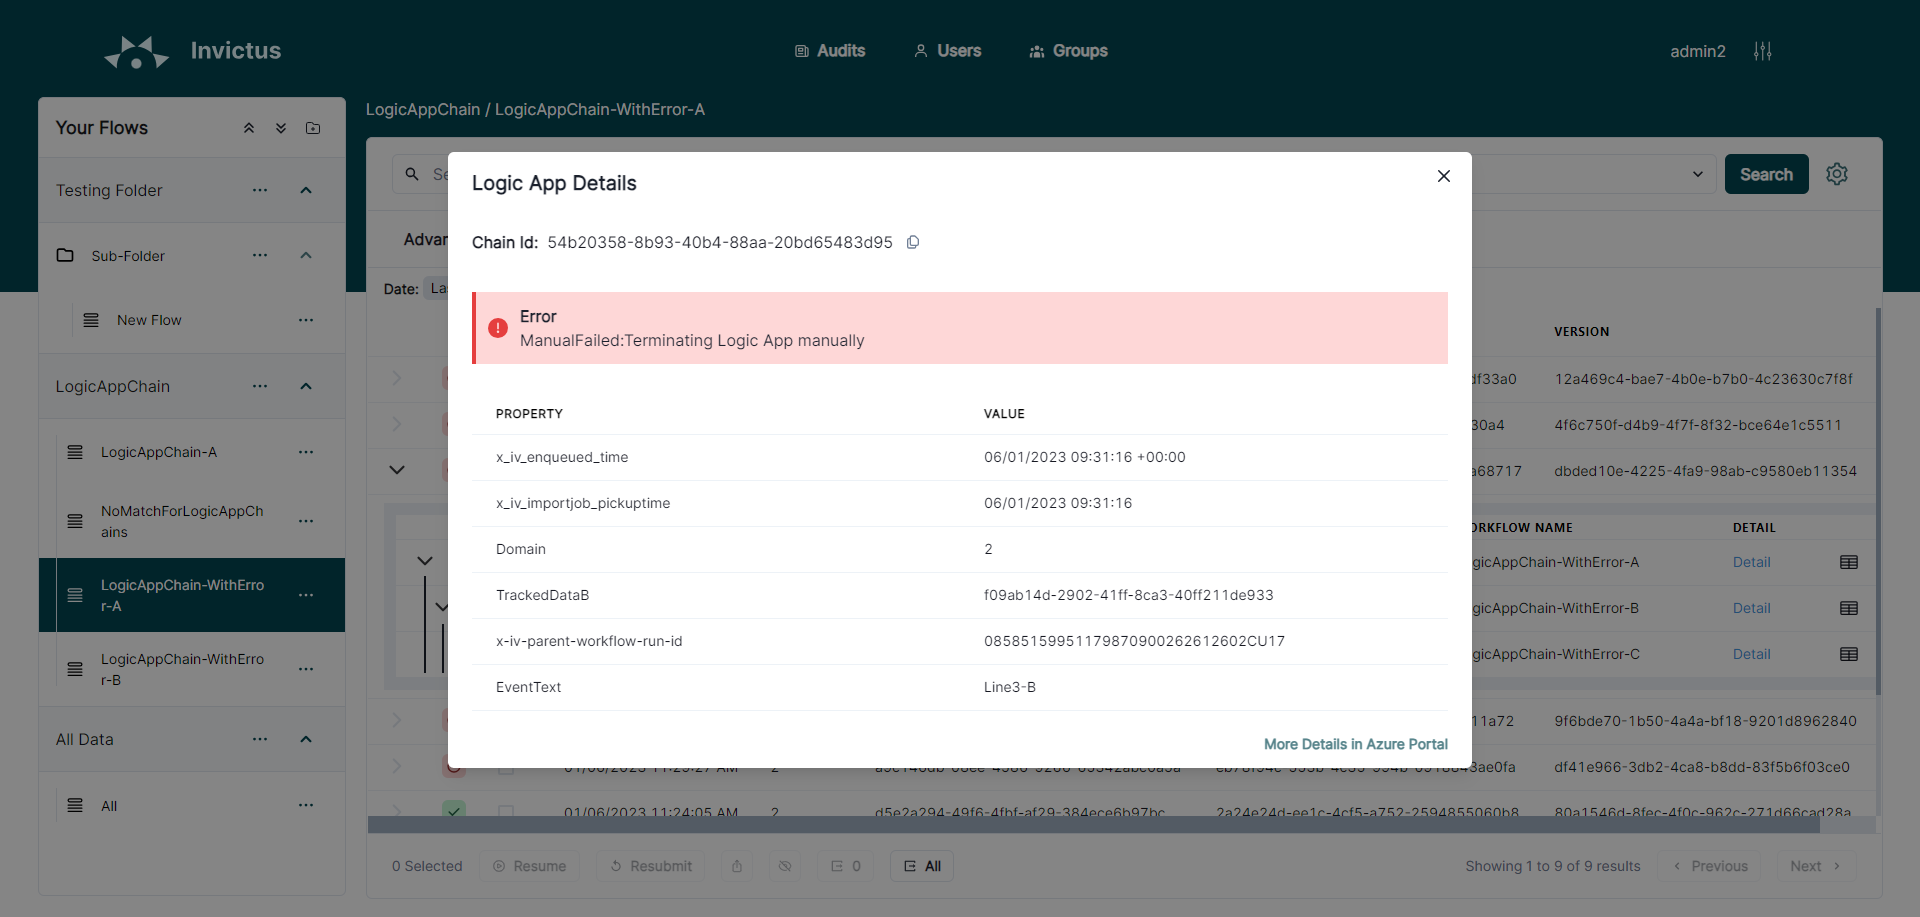 Invictus
Audits
Users
Groups
admin2
Your Flows
Testing Folder
Sub-Folder
New Flow
LogicAppChain
LogicAppChain-A
NoMatchForLogicAppCh
ains
LogicAppChain-WithErro
r-A
LogicAppChain-WithErro
r-B
All Data
All
LogicAppChain / LogicAppChain-WithError-A
Search
Date:
Logic App Details
Chain Id: 54b20358-8b93-40b4-88aa-20bd65483d95
Error
ManualFailed:Terminating Logic App manually
PROPERTY VALUE
x_iv_enqueued_time 06/01/2023 09:31:16 +00:00
x_iv_importjob_pickuptime 06/01/2023 09:31:16
Domain 2
TrackedDataB f09ab14d-2902-41ff-8ca3-40ff211de933
x-iv-parent-workflow-run-id 08585159951179870900262612602CU17
EventText Line3-B
More Details in Azure Portal
VERSION
df33a0 12a469c4-bae7-4b0e-b7b0-4c23630c7f8f
30a4 4f6c750f-d4b9-4f7f-8f32-bce64e1c5511
a68717 dbded10e-4225-4fa9-98ab-c9580eb11354
ORKFLOW NAME DETAIL
gicAppChain-WithError-A Detail
gicAppChain-WithError-B Detail
gicAppChain-WithError-C Detail
11a72 9f6bde70-1b50-4a4a-bf18-9201d8962840
df41e966-3db2-4ca8-b8dd-83f5b6f03ce0
01/06/2023 11:24:05 AM 2 d5e2a294-49f6-4fbf-af29-384ece6b97bc 2a24e24d-ee1c-4cf5-a752-2594855060b8 80a1546d-8fec-4f0c-962c-271d66cad28a
0 Selected
Resume
Resubmit
0
All
Showing 1 to 9 of 9 results
Previous
Next